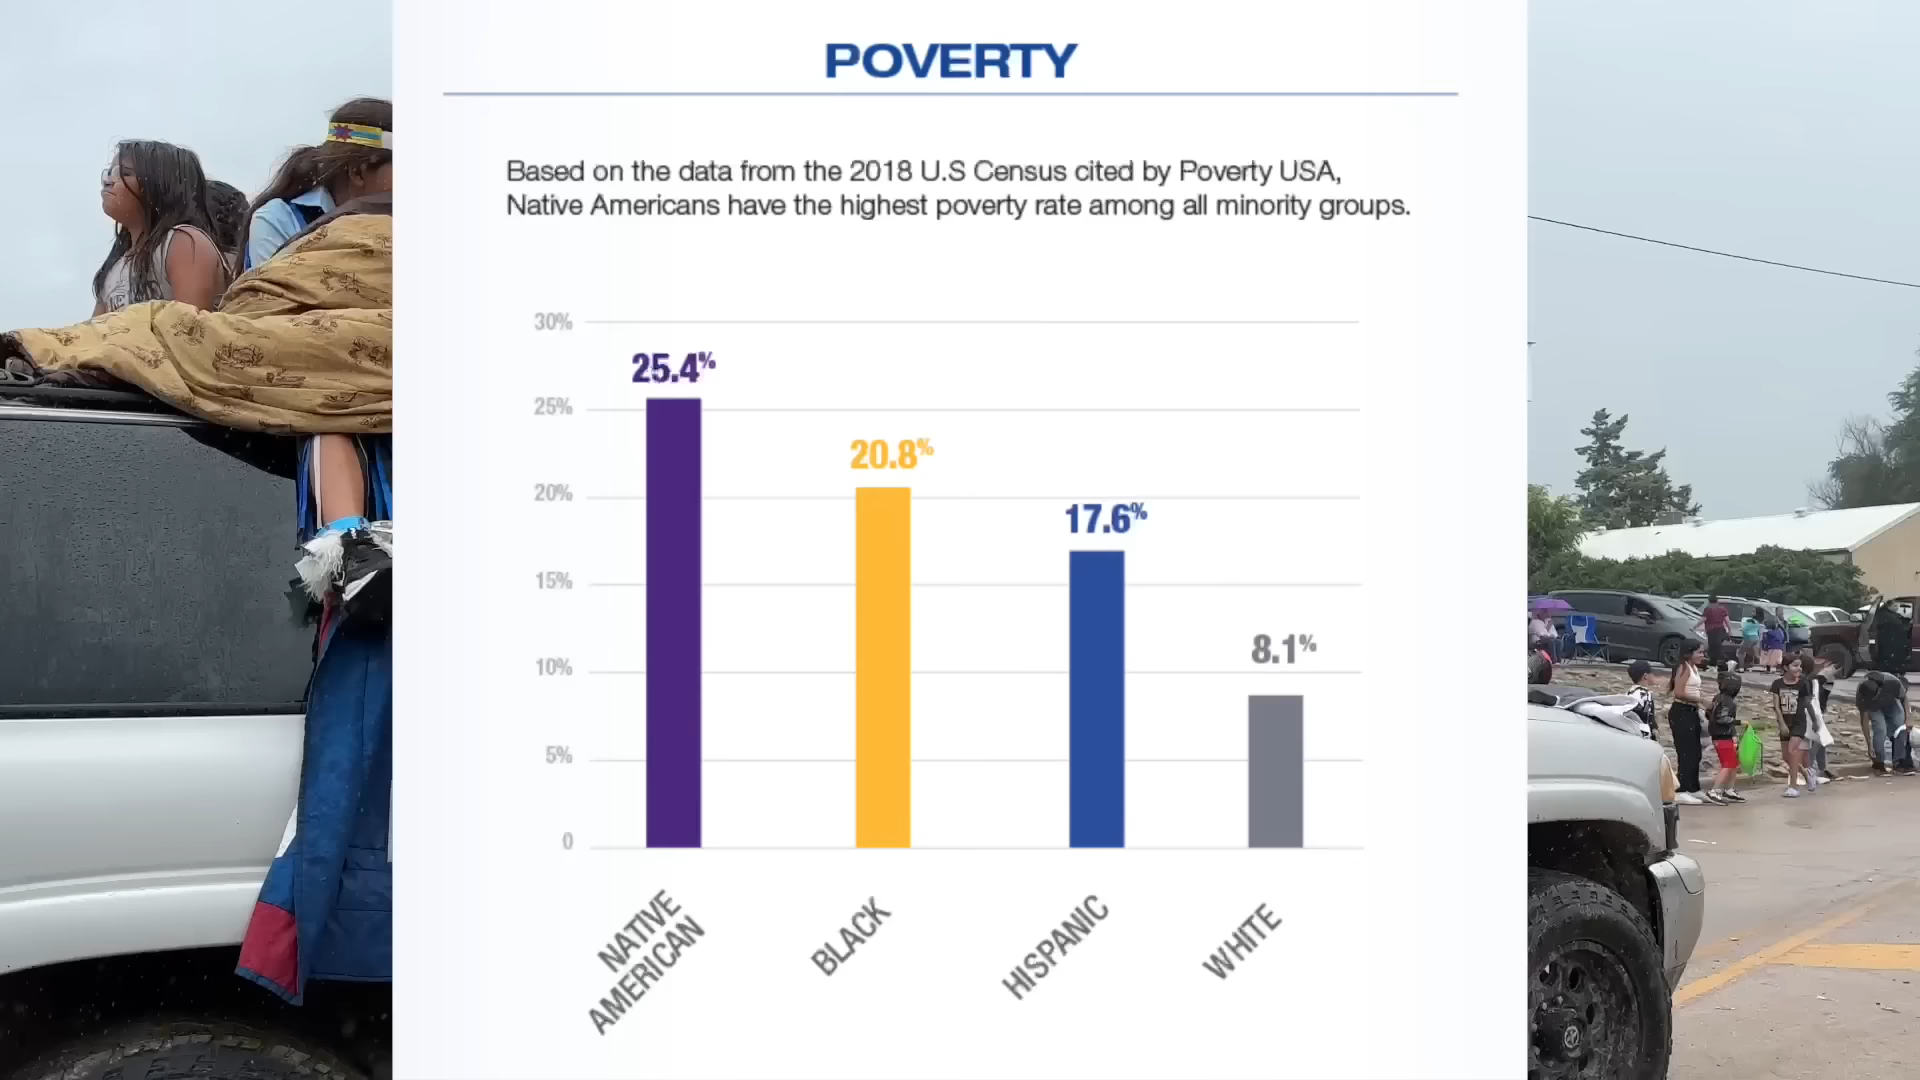 POVERTY
Based on the data from the 2018 U.S Census cited by Poverty USA,
Native Americans have the highest poverty rate among all minority groups.
30%
25.4%
25%
20.8%
20%
17.6%
15%
10%
8.1%
5%
0
NATIVE
AMERICAN
BLACK
HISPANIC
WHITE